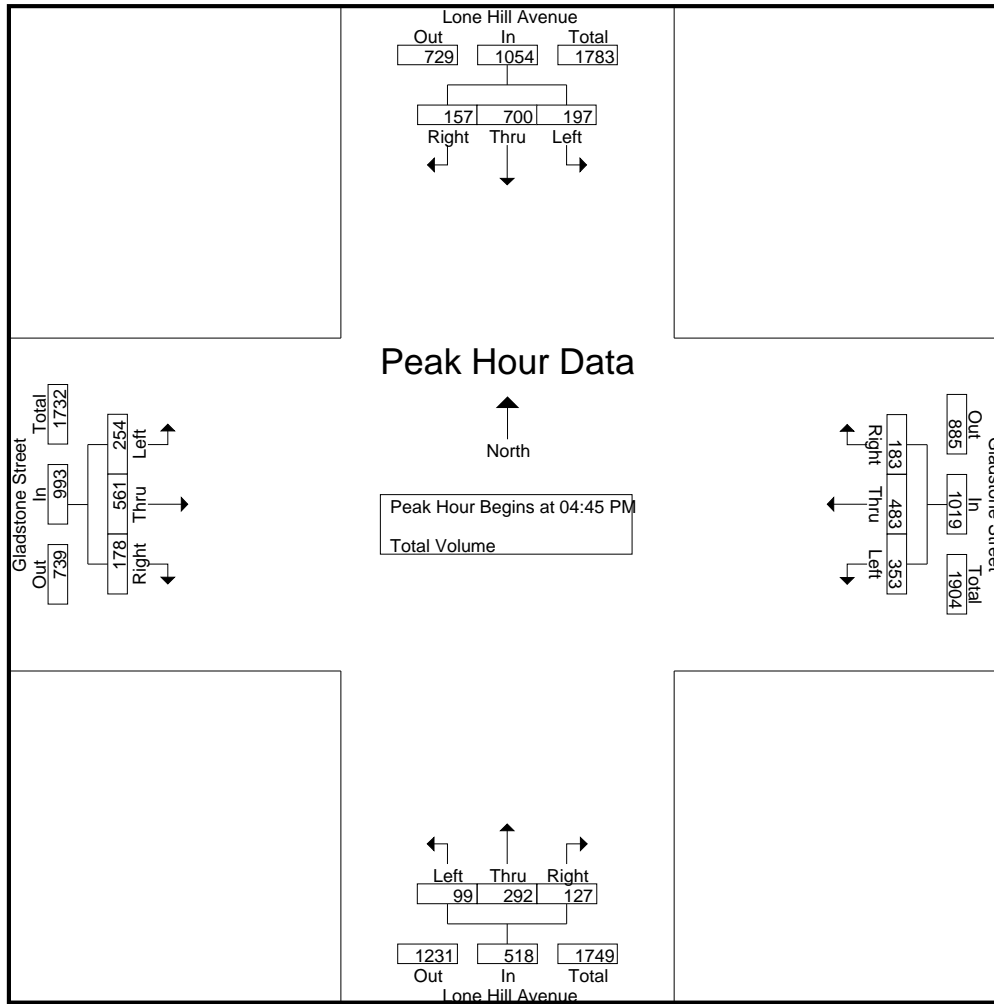 Lone Hill Avenue
Out In Total
729 1054 1783
157 700 197
Right Thru Left
Peak Hour Data
North
Peak Hour Begins at 04:45 PM
Total Volume
Gladstone Street
Total In Out
1732 993 739
254 561 178
Left Thru Right
Gladstone Street
Out In Total
885 1019 1904
183 483 353
Right Thru Left
Left Thru Right
99 292 127
1231 518 1749
Out In Total
Lone Hill Avenue